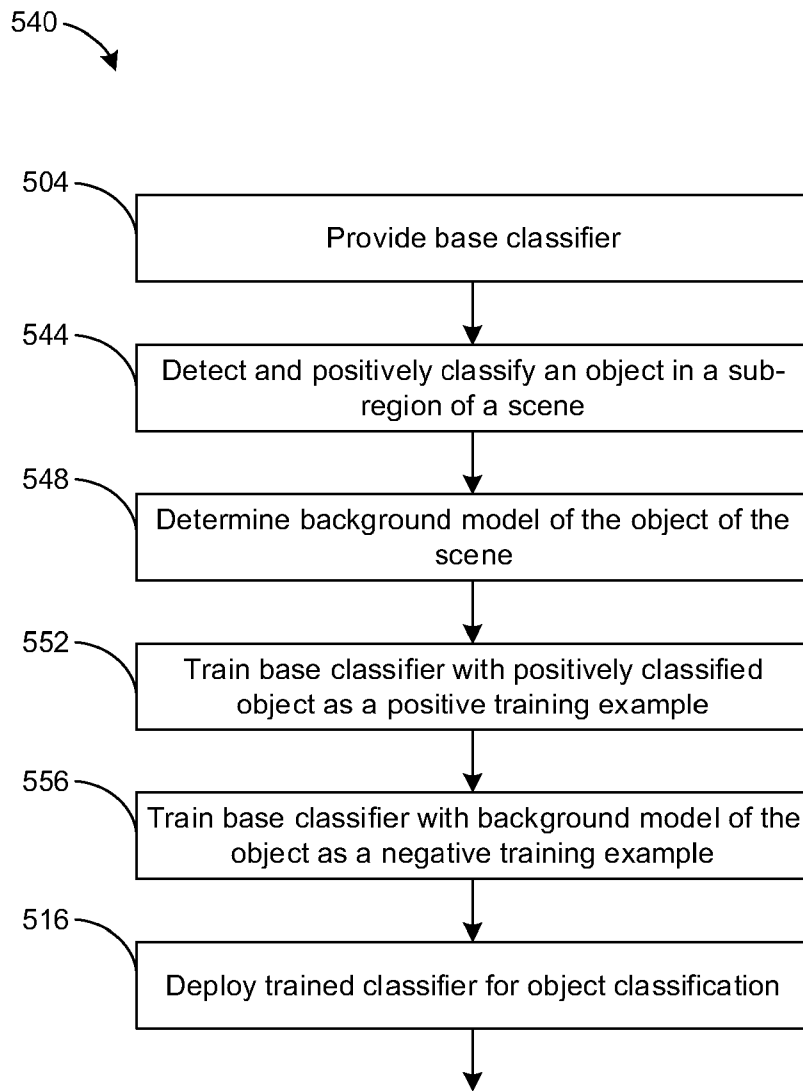 540
504
Provide base classifier
544
Detect and positively classify an object in a sub-
region of a scene
548
Determine background model of the object of the
scene
552
Train base classifier with positively classified
object as a positive training example
556
Train base classifier with background model of the
object as a negative training example
516
Deploy trained classifier for object classification